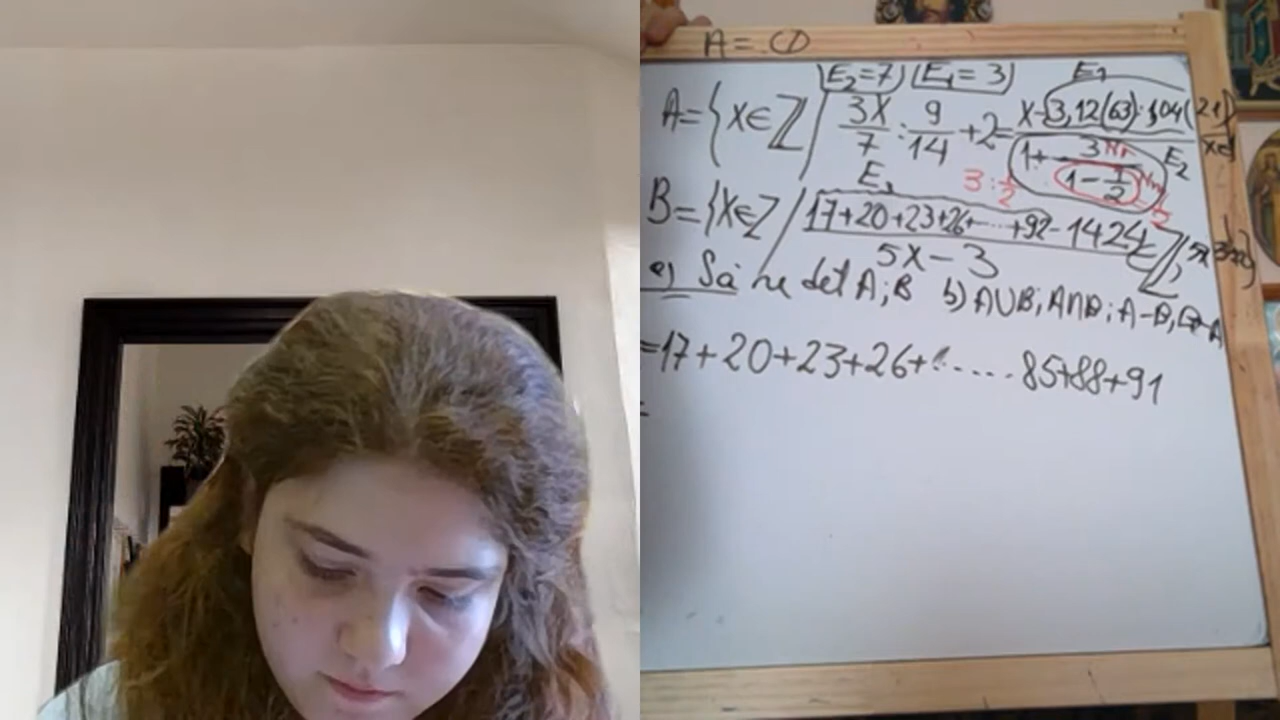 A = ∅
(E₂=7) (E₁= 3) E₁
A={x∈ℤ/ 3x/7 : 9/14 +2= x-3,12(63):1,04(21) / 1+ 3/(1-1/2) E₂
3:1/2
E₁
B={x∈ℤ/ 17+20+23+26+.....+92-1424 / 5x-3 ∈ℤ,
a) Să se det A;B b) A∪B; A∩B; A-B; B-A
=17+20+23+26+......85+88+91
=